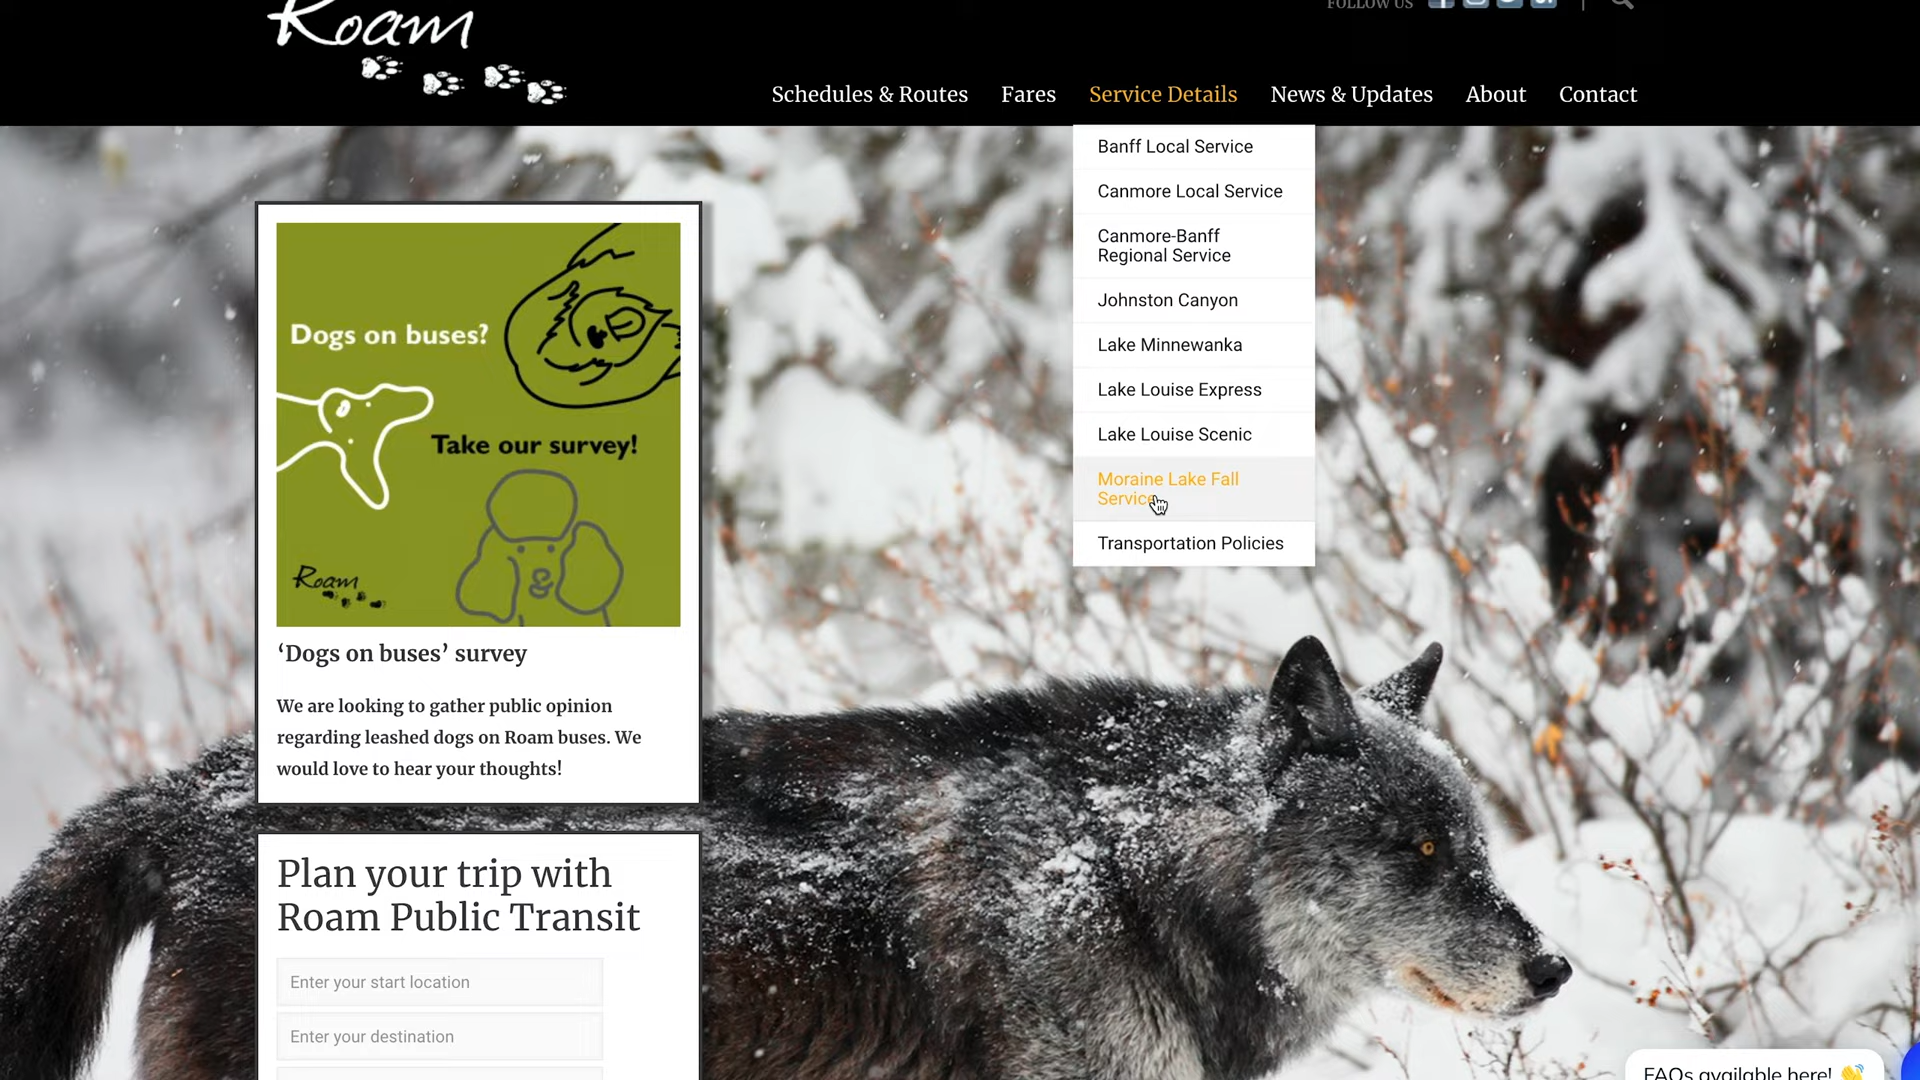 Roam
FOLLOW US
Schedules & Routes
Fares
Service Details
News & Updates
About
Contact
Banff Local Service
Canmore Local Service
Canmore-Banff
Regional Service
Johnston Canyon
Lake Minnewanka
Lake Louise Express
Lake Louise Scenic
Moraine Lake Fall
Service
Transportation Policies
Dogs on buses?
Take our survey!
Roam
‘Dogs on buses’ survey
We are looking to gather public opinion
regarding leashed dogs on Roam buses. We
would love to hear your thoughts!
Plan your trip with
Roam Public Transit
Enter your start location
Enter your destination
FAQs available here! 👋